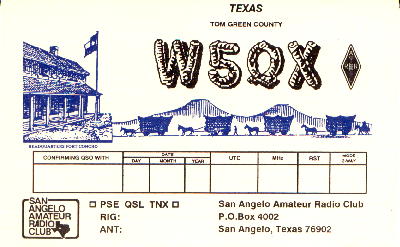 TEXAS
TOM GREEN COUNTY
W5QX
HEADQUARTERS FORT CONCHO
CONFIRMING QSO WITH DATE UTC MHz RST MODE
DAY MONTH YEAR 2-WAY
SAN ANGELO AMATEUR RADIO CLUB
PSE QSL TNX
RIG:
ANT:
San Angelo Amateur Radio Club
P.O.Box 4002
San Angelo, Texas 76902